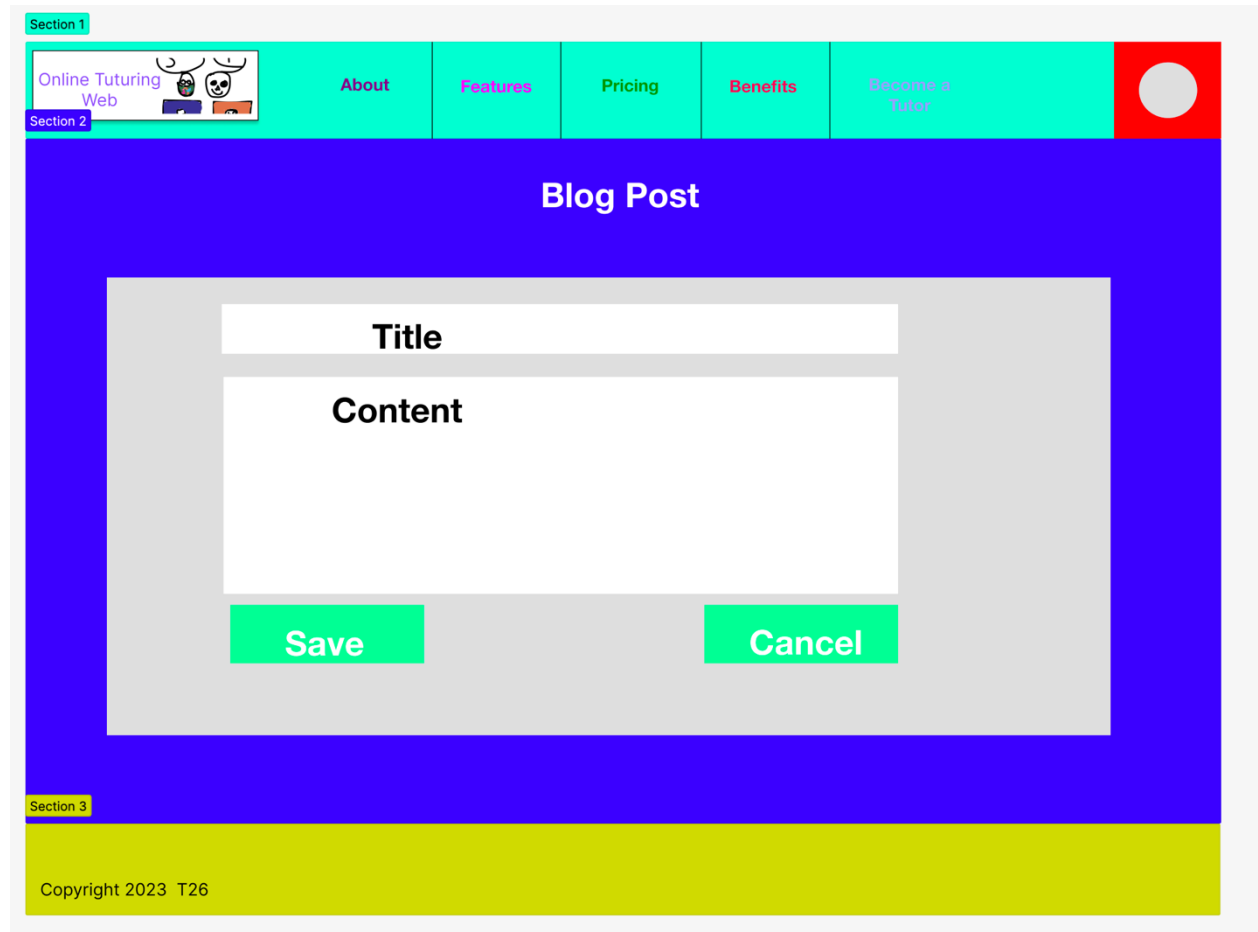 Section 1
Online Tuturing
Web
About
Features
Pricing
Benefits
Become a
Tutor
Section 2
Blog Post
Title
Content
Save
Cancel
Section 3
Copyright 2023 T26